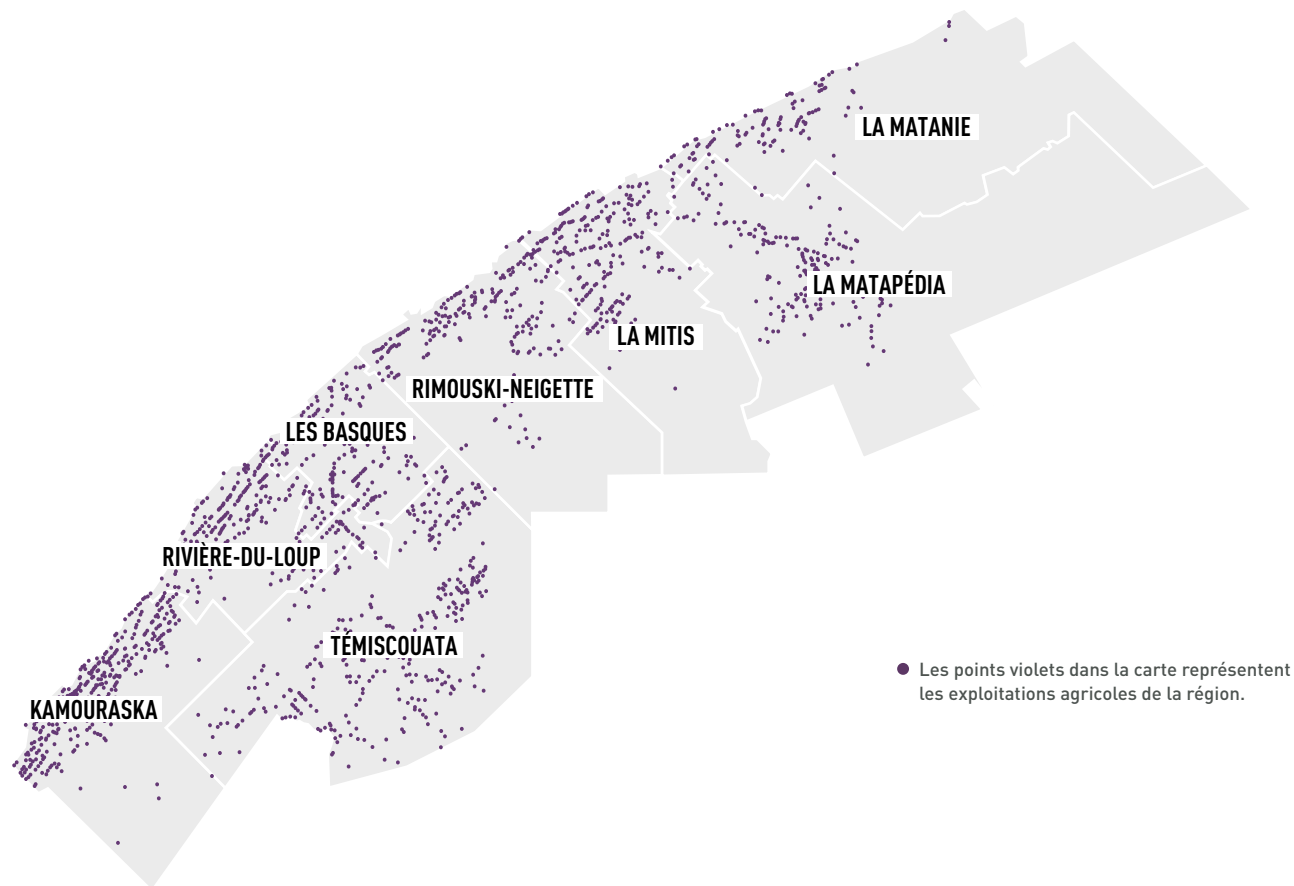 LA MATANIE
LA MATAPÉDIA
LA MITIS
RIMOUSKI-NEIGETTE
LES BASQUES
RIVIÈRE-DU-LOUP
TÉMISCOUATA
KAMOURASKA
Les points violets dans la carte représentent
les exploitations agricoles de la région.